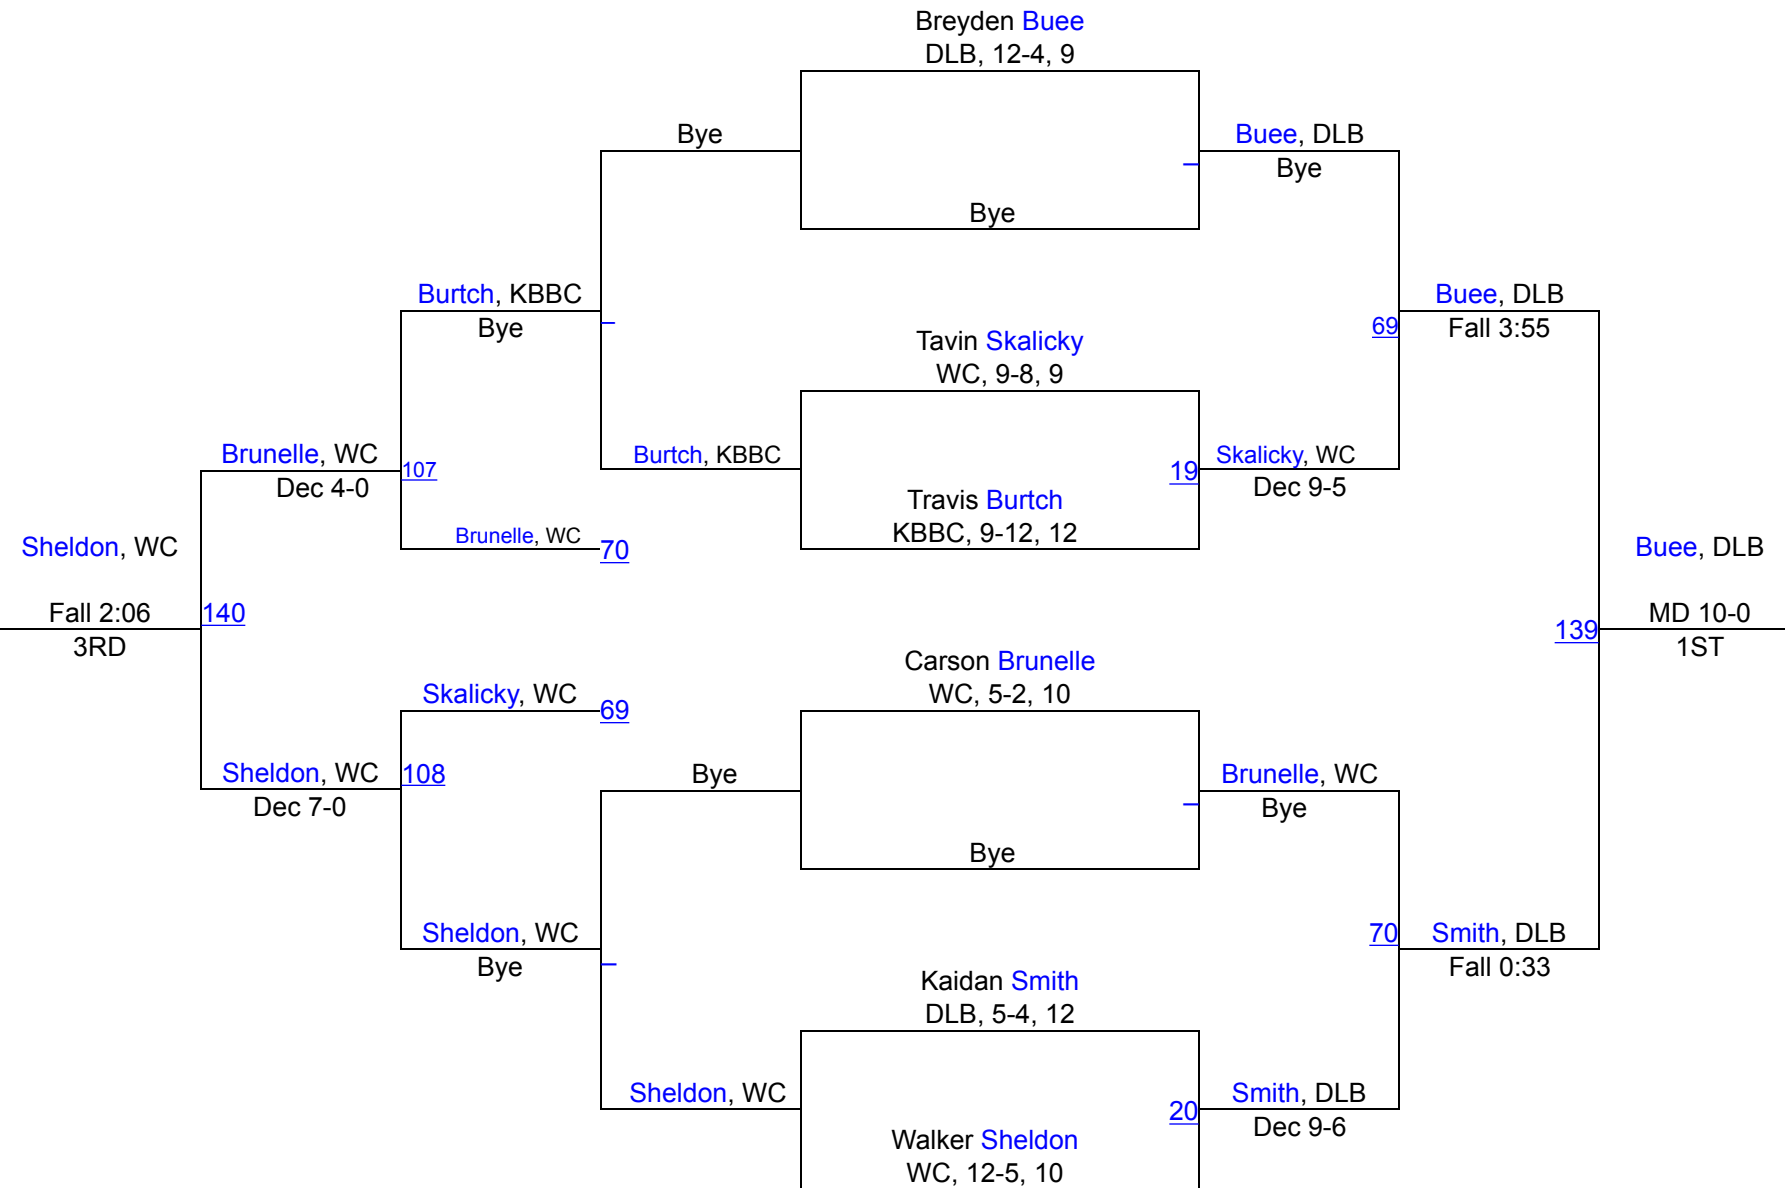 Breyden Buee
DLB, 12-4, 9
Bye
Buee, DLB
Bye
Bye
Burtch, KBBC
Bye
Buee, DLB
Fall 3:55
69
Tavin Skalicky
WC, 9-8, 9
Brunelle, WC
Dec 4-0
107
Burtch, KBBC
19
Skalicky, WC
Dec 9-5
Travis Burtch
KBBC, 9-12, 12
Brunelle, WC
70
Sheldon, WC
Fall 2:06
3RD
140
Buee, DLB
MD 10-0
1ST
139
Carson Brunelle
WC, 5-2, 10
Skalicky, WC
69
Sheldon, WC
Dec 7-0
108
Bye
Brunelle, WC
Bye
Bye
Sheldon, WC
Bye
70
Smith, DLB
Fall 0:33
Kaidan Smith
DLB, 5-4, 12
Sheldon, WC
20
Smith, DLB
Dec 9-6
Walker Sheldon
WC, 12-5, 10